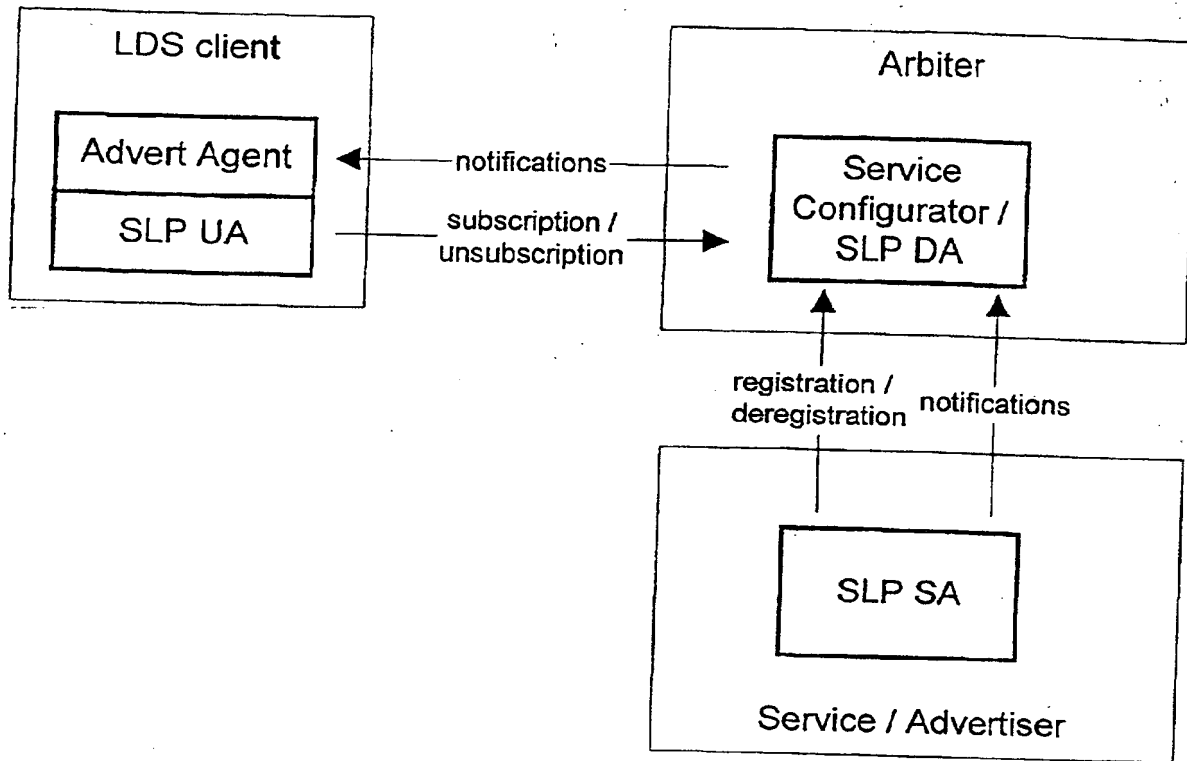 LDS client
Advert Agent
SLP UA
notifications
subscription /
unsubscription
Arbiter
Service
Configurator /
SLP DA
registration /
deregistration
notifications
SLP SA
Service / Advertiser